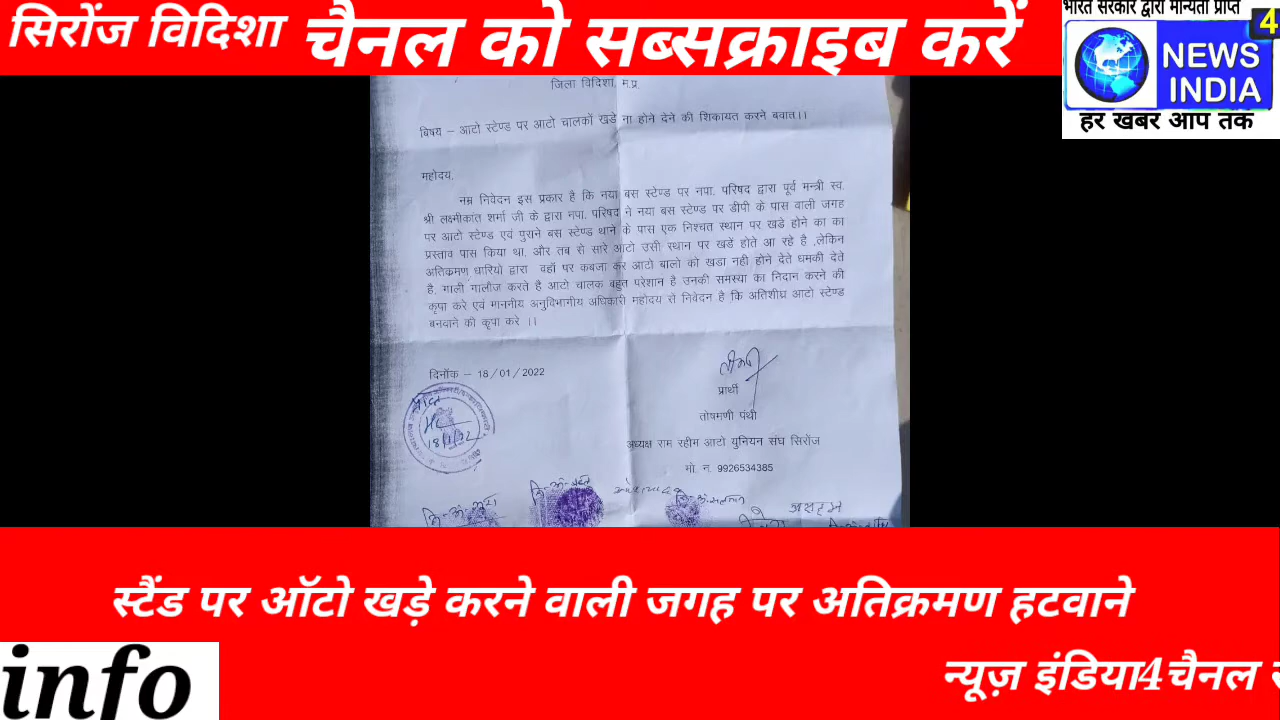 सिरोंज विदिशा चैनल को सब्सक्राइब करें
भारत सरकार द्वारा मान्यता प्राप्त
4
NEWS
INDIA
हर खबर आप तक
जिला विदिशा, म.प्र.
बिषय – आटो स्टेण्ड पर आटो चालकों खडे ना होने देने की शिकायत करने बवात।।
महोदय,
नम्र निवेदन इस प्रकार है कि नया बस स्टेण्ड पर नपा. परिषद द्वारा पूर्व मन्त्री स्व.
श्री लक्ष्मीकांत शर्मा जी के द्वारा नपा. परिषद ने नया बस स्टेण्ड पर डीपी के पास वाली जगह
पर आटो स्टेण्ड एवं पुराने बस स्टेण्ड थाने के पास एक निश्चत स्थान पर खडे होने का का
प्रस्ताव पास किया था, और तब से सारे आटो उसी स्थान पर खडें होते आ रहे है ,लेकिन
अतिक्रमण धारियो द्वारा वहाँ पर कबजा कर आटो बालो को खडा नही होने देते धमकी देते
है, गाली गालौज करते है आटो चालक बहुत परेशान है उनकी समस्या का निदान करने की
कृपा करे एवं माननीय अनुविभागीय अधिकारी महोदय से निवेदन है कि अतिशीघ्र आटो स्टेण्ड
बनवाने की कृपा करे ।।
दिनाँक – 18/01/2022
प्रार्थी
तोषमणी पंथी
अध्यक्ष राम रहीम आटो युनियन संघ सिरोंज
मो. न. 9926534385
स्टैंड पर ऑटो खड़े करने वाली जगह पर अतिक्रमण हटवाने
info
न्यूज़ इंडिया4चैनल